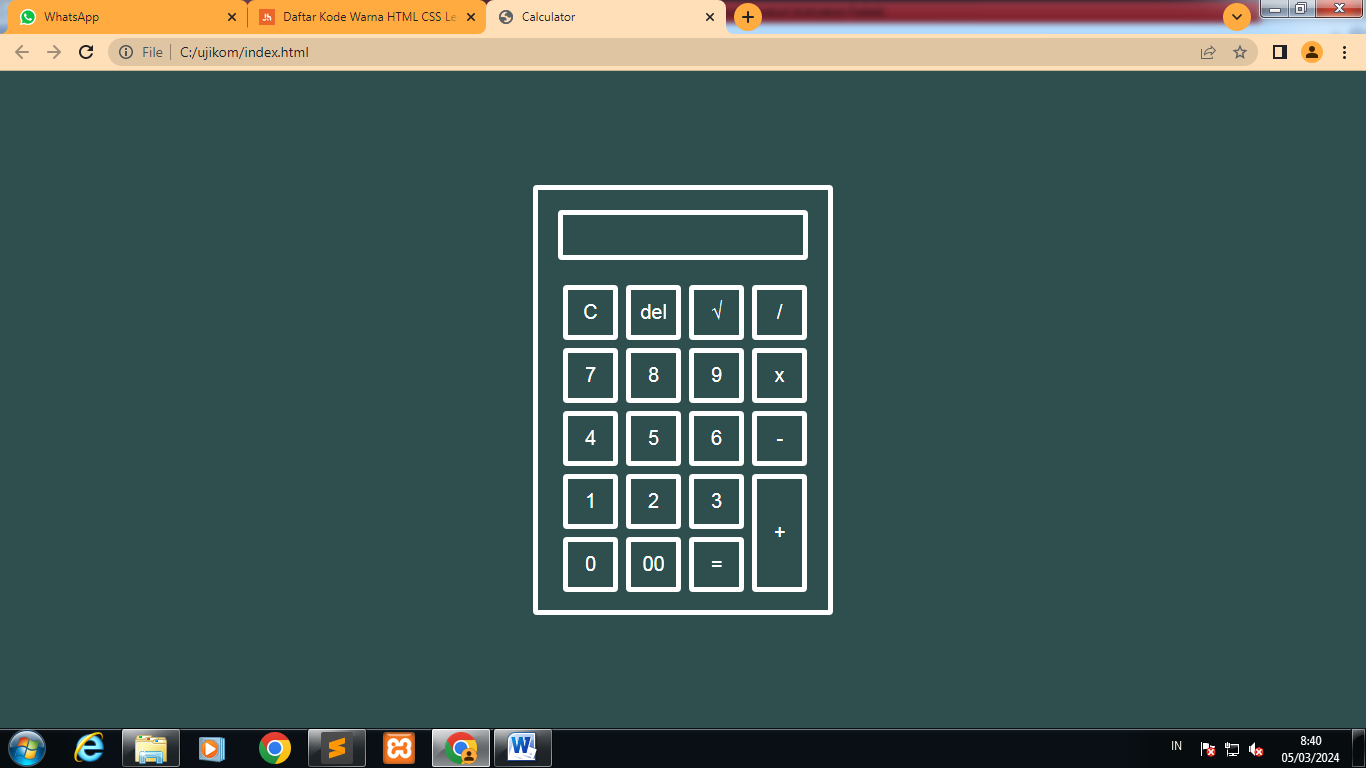 WhatsApp
Daftar Kode Warna HTML CSS Le
Calculator
File | C:/ujikom/index.html
C del √ /
7 8 9 x
4 5 6 -
1 2 3
+
0 00 =
IN
8:40
05/03/2024